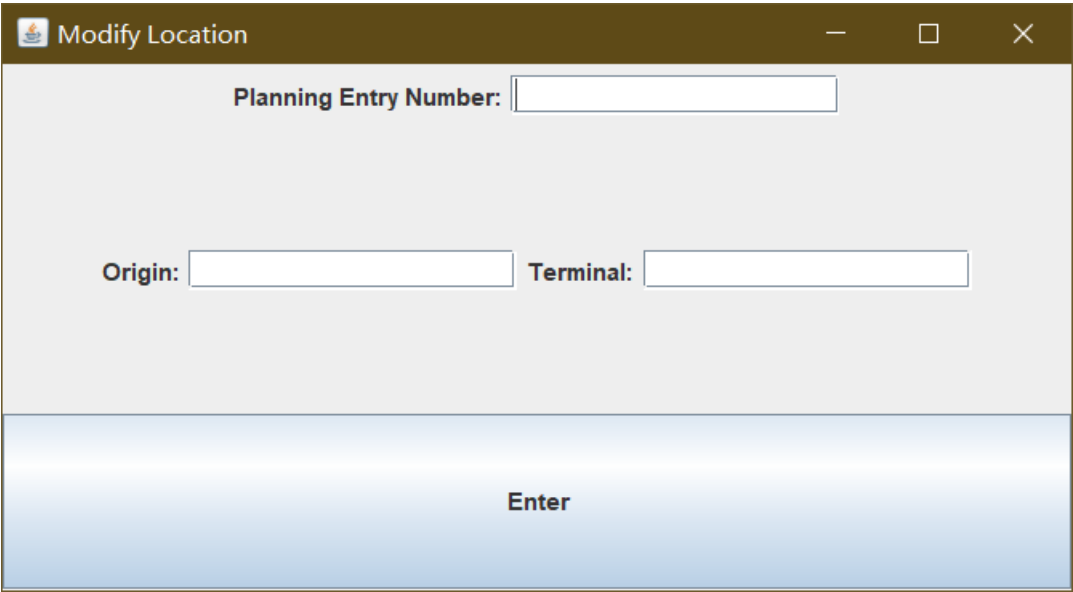 Modify Location
Planning Entry Number:
Origin: Terminal:
Enter